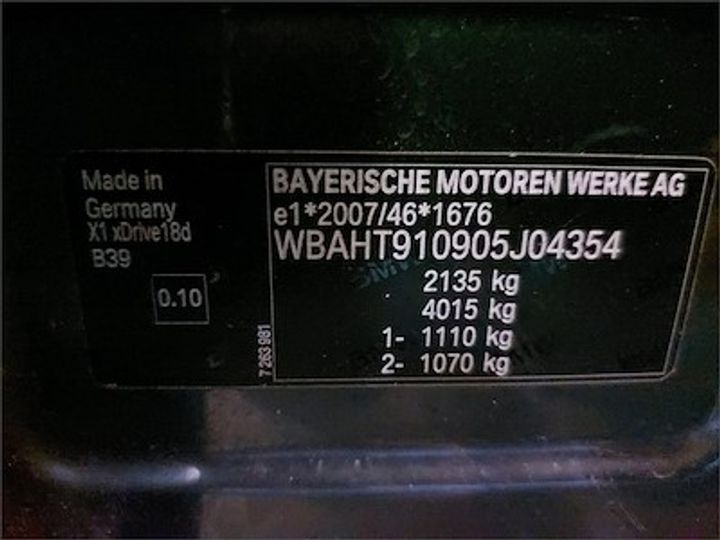 Made in
Germany
X1 xDrive18d
B39
0.10
7 263 981
BAYERISCHE MOTOREN WERKE AG
e1*2007/46*1676
WBAHT910905J04354
2135 kg
4015 kg
1- 1110 kg
2- 1070 kg